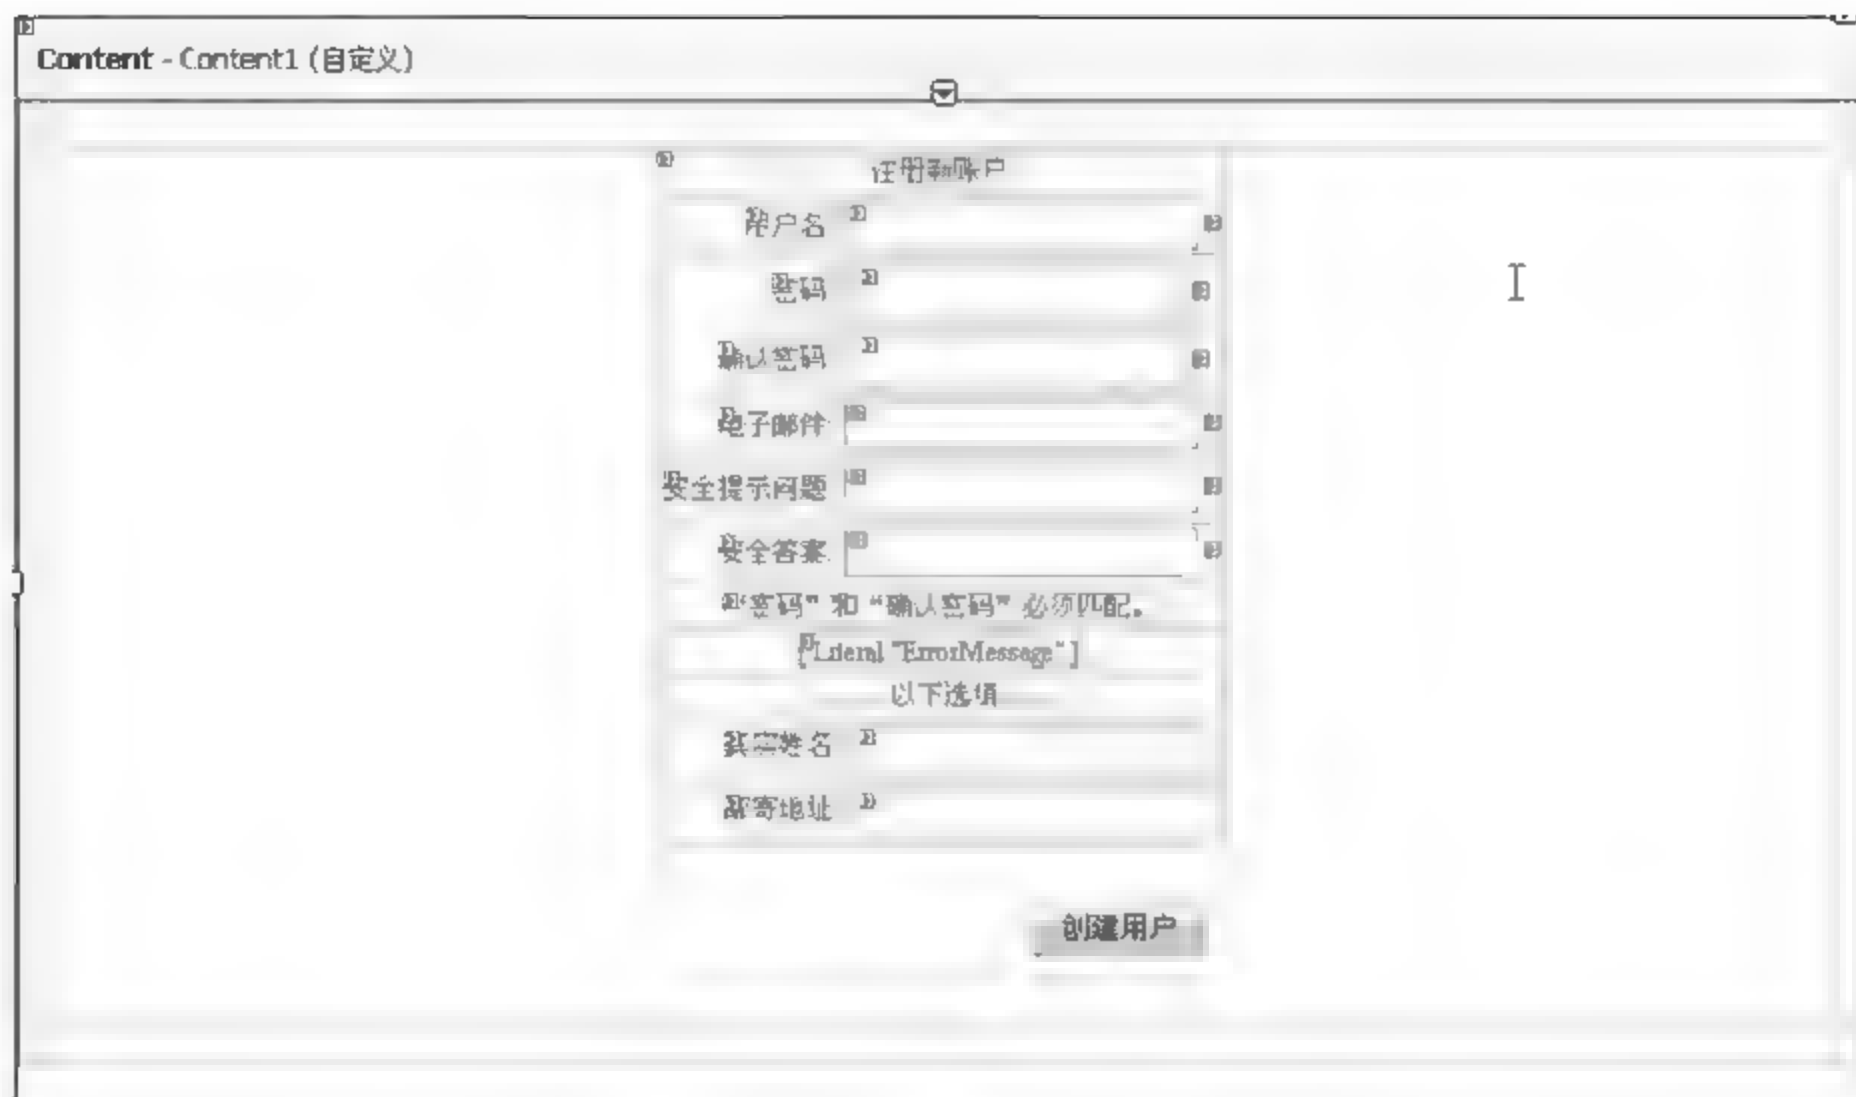 Content - Content1 (自定义)
注册新账户
用户名
密码
确认密码
电子邮件
安全提示问题
安全答案
“密码”和“确认密码”必须匹配。
[Literal "ErrorMessage"]
以下选填
真实姓名
邮寄地址
创建用户